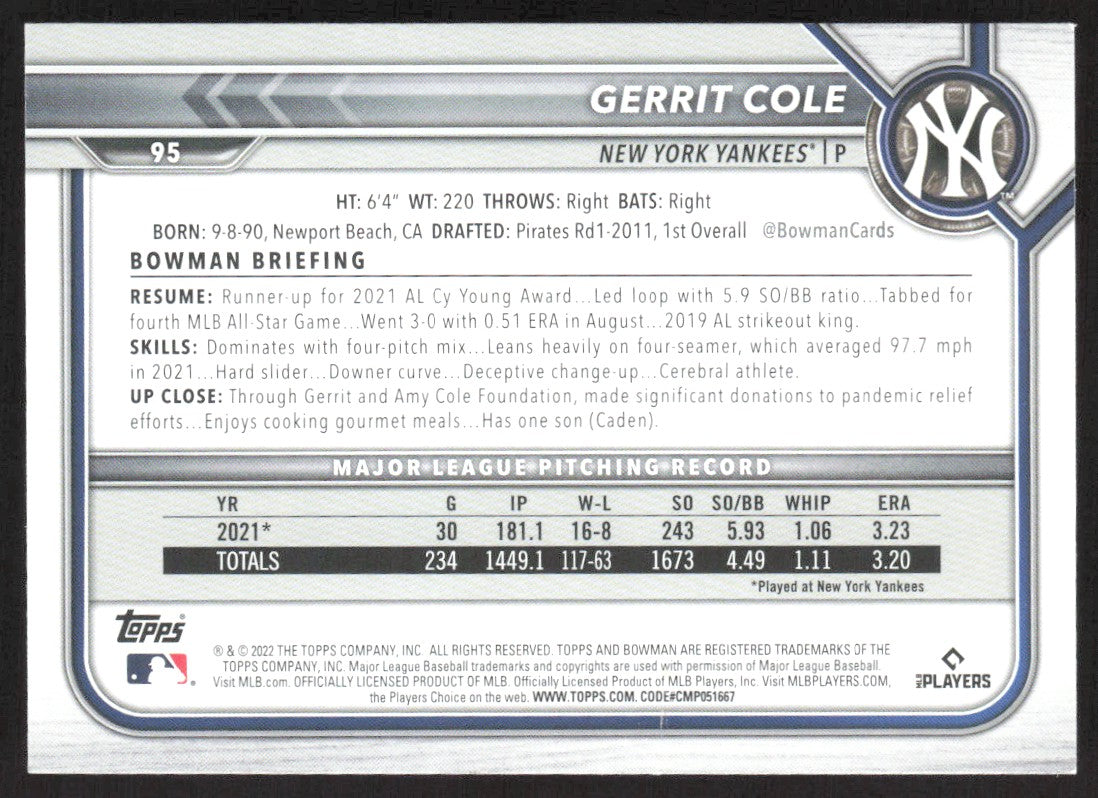 GERRIT COLE
95
NEW YORK YANKEES® | P
NY
TM
HT: 6'4" WT: 220 THROWS: Right BATS: Right
BORN: 9-8-90, Newport Beach, CA DRAFTED: Pirates Rd1-2011, 1st Overall @BowmanCards
BOWMAN BRIEFING
RESUME: Runner-up for 2021 AL Cy Young Award...Led loop with 5.9 SO/BB ratio...Tabbed for
fourth MLB All-Star Game...Went 3-0 with 0.51 ERA in August...2019 AL strikeout king.
SKILLS: Dominates with four-pitch mix...Leans heavily on four-seamer, which averaged 97.7 mph
in 2021...Hard slider...Downer curve...Deceptive change-up...Cerebral athlete.
UP CLOSE: Through Gerrit and Amy Cole Foundation, made significant donations to pandemic relief
efforts...Enjoys cooking gourmet meals...Has one son (Caden).
MAJOR LEAGUE PITCHING RECORD
YR G IP W-L SO SO/BB WHIP ERA
2021* 30 181.1 16-8 243 5.93 1.06 3.23
TOTALS 234 1449.1 117-63 1673 4.49 1.11 3.20
*Played at New York Yankees
Topps®
® & © 2022 THE TOPPS COMPANY, INC. ALL RIGHTS RESERVED. TOPPS AND BOWMAN ARE REGISTERED TRADEMARKS OF THE
TOPPS COMPANY, INC. Major League Baseball trademarks and copyrights are used with permission of Major League Baseball.
Visit MLB.com. OFFICIALLY LICENSED PRODUCT OF MLB. Officially Licensed Product of MLB Players, Inc. Visit MLBPLAYERS.COM,
the Players Choice on the web. WWW.TOPPS.COM. CODE#CMP051667
MLB PLAYERS